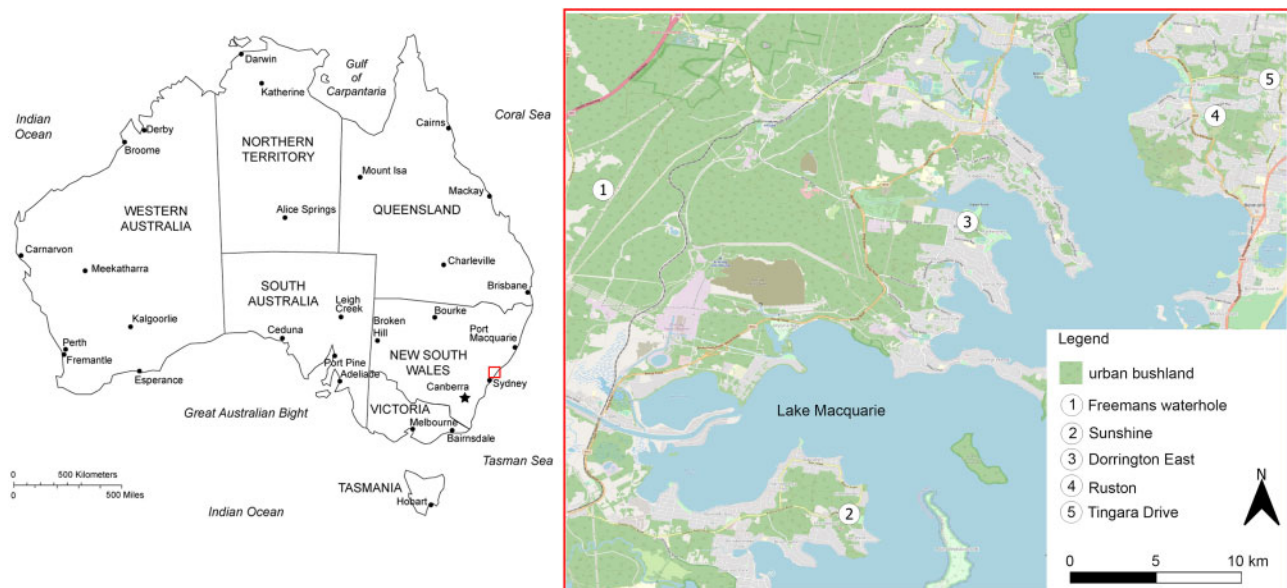 Darwin
Katherine
Gulf
of
Carpantaria
Coral Sea
Indian
Ocean
Cairns
Derby
Broome
NORTHERN
TERRITORY
Mount Isa
Mackay
QUEENSLAND
WESTERN
AUSTRALIA
Alice Springs
Carnarvon
Meekatharra
Charleville
Brisbane
SOUTH
AUSTRALIA
Leigh
Creek
Broken
Hill
Bourke
Port
Macquarie
Kalgoorlie
Ceduna
Perth
Fremantle
Esperance
Port Pine
Adeliade
NEW SOUTH
WALES
Canberra
Sydney
Great Australian Bight
VICTORIA
Melbourne
Bairnsdale
Tasman Sea
0 500 Kilometers
0 500 Miles
TASMANIA
Hobart
Indian Ocean
1
2
3
4
5
Lake Macquarie
Legend
urban bushland
1 Freemans waterhole
2 Sunshine
3 Dorrington East
4 Ruston
5 Tingara Drive
N
0 5 10 km